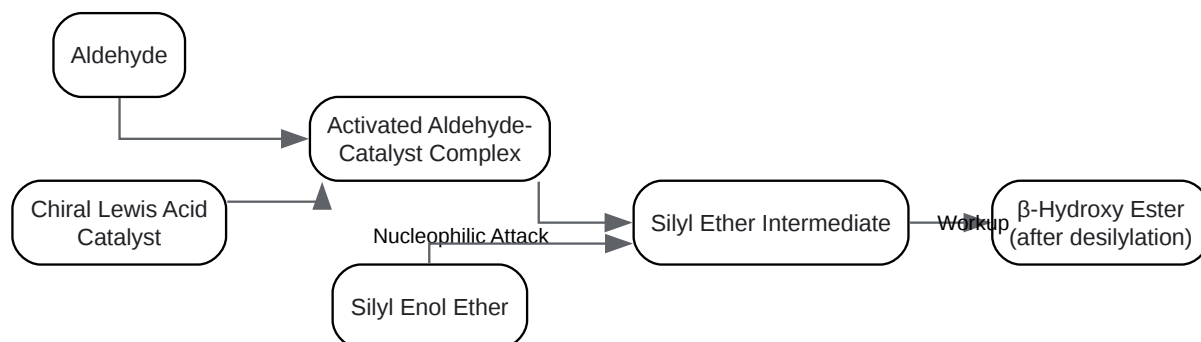 Aldehyde
Activated Aldehyde-
Catalyst Complex
Chiral Lewis Acid
Catalyst
Nucleophilic Attack
Silyl Enol Ether
Silyl Ether Intermediate
Workup
β-Hydroxy Ester
(after desilylation)